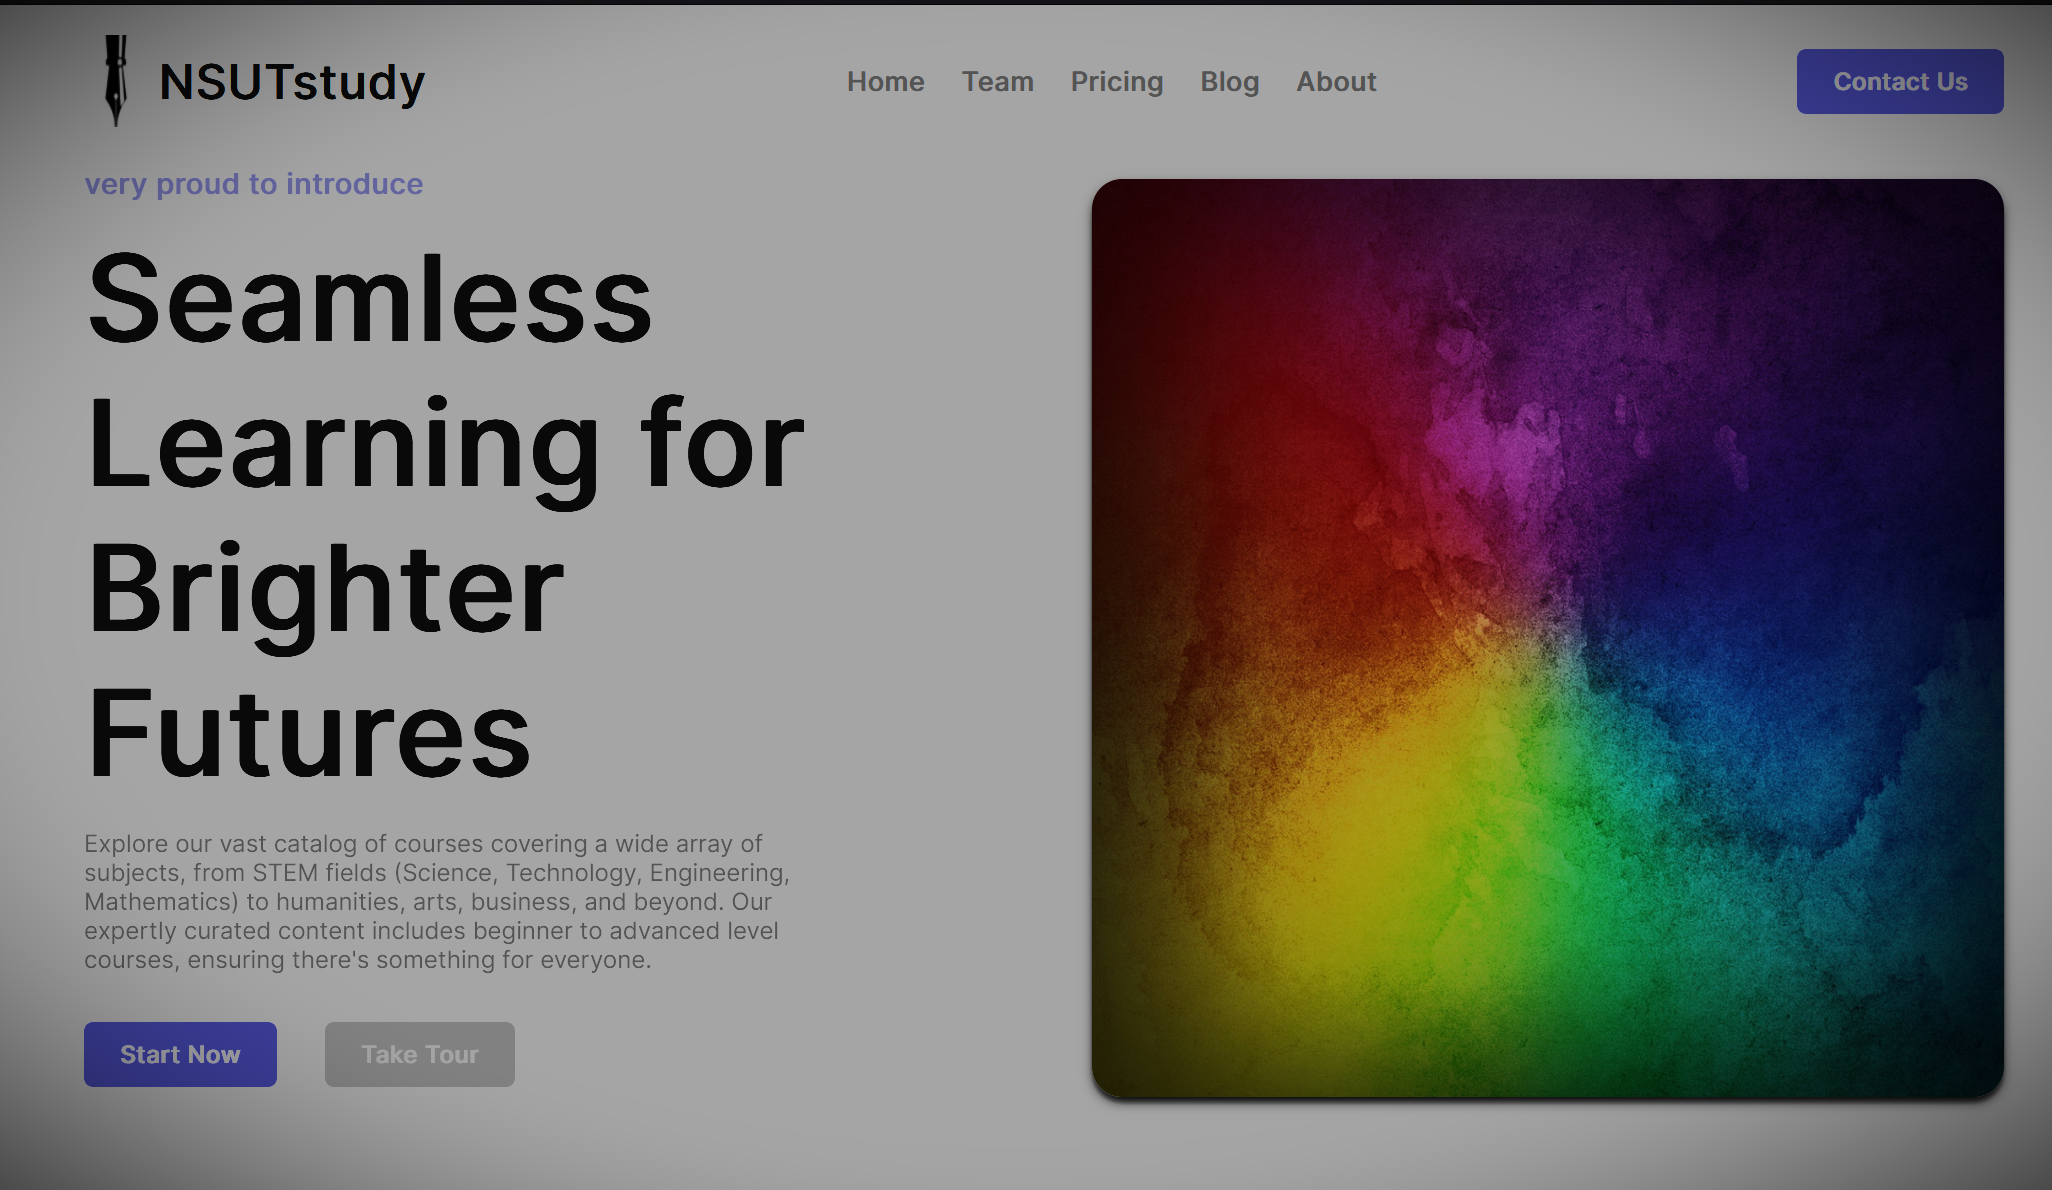 NSUTstudy
Home
Team
Pricing
Blog
About
Contact Us
very proud to introduce
Seamless
Learning for
Brighter
Futures
Explore our vast catalog of courses covering a wide array of
subjects, from STEM fields (Science, Technology, Engineering,
Mathematics) to humanities, arts, business, and beyond. Our
expertly curated content includes beginner to advanced level
courses, ensuring there's something for everyone.
Start Now
Take Tour